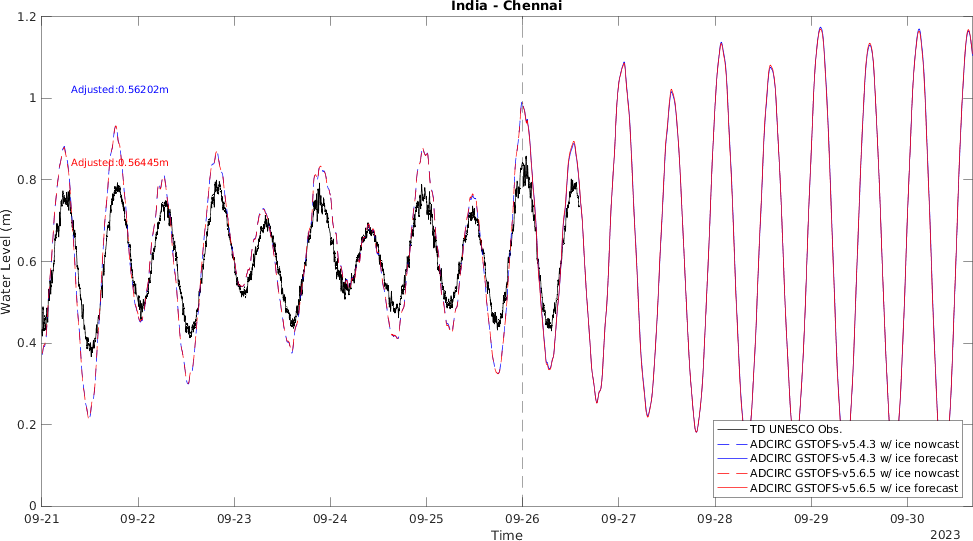 India - Chennai
1.2
1
0.8
0.6
0.4
0.2
0
Water Level (m)
Adjusted:0.56202m
Adjusted:0.56445m
TD UNESCO Obs.
ADCIRC GSTOFS-v5.4.3 w/ ice nowcast
ADCIRC GSTOFS-v5.4.3 w/ ice forecast
ADCIRC GSTOFS-v5.6.5 w/ ice nowcast
ADCIRC GSTOFS-v5.6.5 w/ ice forecast
09-21 09-22 09-23 09-24 09-25 09-26 09-27 09-28 09-29 09-30
Time
2023